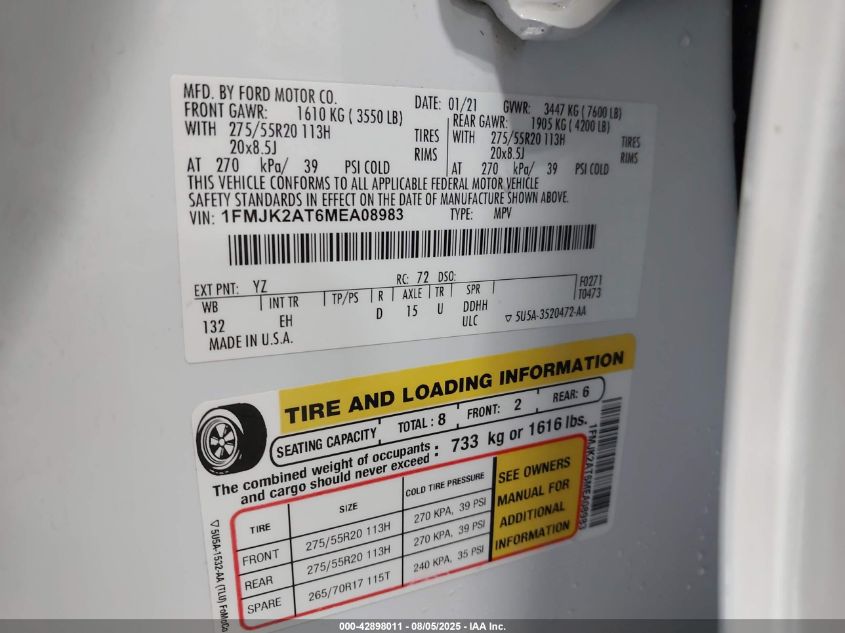 MFD. BY FORD MOTOR CO.
DATE: 01/21 GVWR: 3447 KG ( 7600 LB)
FRONT GAWR: 1610 KG ( 3550 LB) REAR GAWR: 1905 KG ( 4200 LB)
WITH 275/55R20 113H TIRES WITH 275/55R20 113H TIRES
20x8.5J RIMS 20x8.5J RIMS
AT 270 kPa/ 39 PSI COLD AT 270 kPa/ 39 PSI COLD
THIS VEHICLE CONFORMS TO ALL APPLICABLE FEDERAL MOTOR VEHICLE
SAFETY STANDARDS IN EFFECT ON THE DATE OF MANUFACTURE SHOWN ABOVE.
VIN: 1FMJK2AT6MEA08983 TYPE: MPV
EXT PNT: YZ RC: 72 DSO: F0271
WB INT TR TP/PS R AXLE TR SPR T0473
132 EH D 15 U DDHH
ULC 5U5A-3520472-AA
MADE IN U.S.A.
TIRE AND LOADING INFORMATION
SEATING CAPACITY TOTAL : 8 FRONT: 2 REAR: 6
The combined weight of occupants
and cargo should never exceed : 733 kg or 1616 lbs.
TIRE SIZE COLD TIRE PRESSURE
FRONT 275/55R20 113H 270 KPA, 39 PSI
REAR 275/55R20 113H 270 KPA, 39 PSI
SPARE 265/70R17 115T 240 KPA, 35 PSI
SEE OWNERS
MANUAL FOR
ADDITIONAL
INFORMATION
1FMJK2AT6MEA08983
5U5A-1532-AA (TLU) FoMoCo
000-42898011 - 08/05/2025 - IAA Inc.